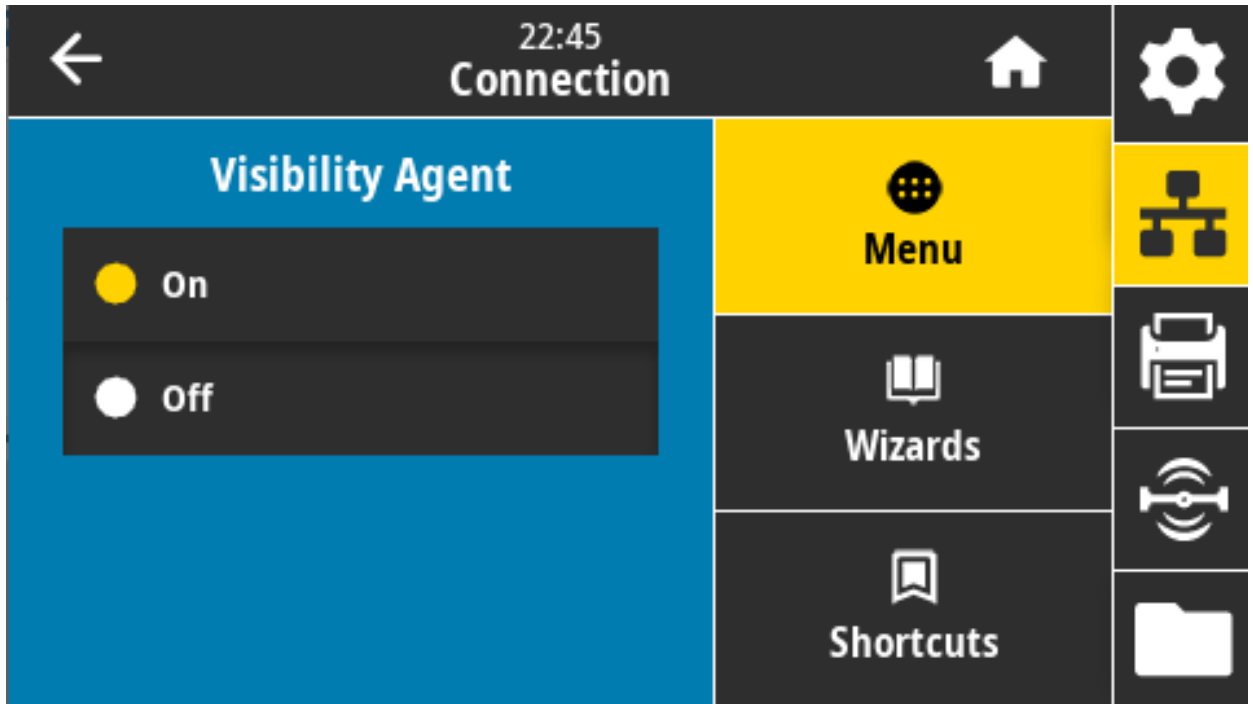 22:45
Connection
Visibility Agent
On
Off
Menu
Wizards
Shortcuts